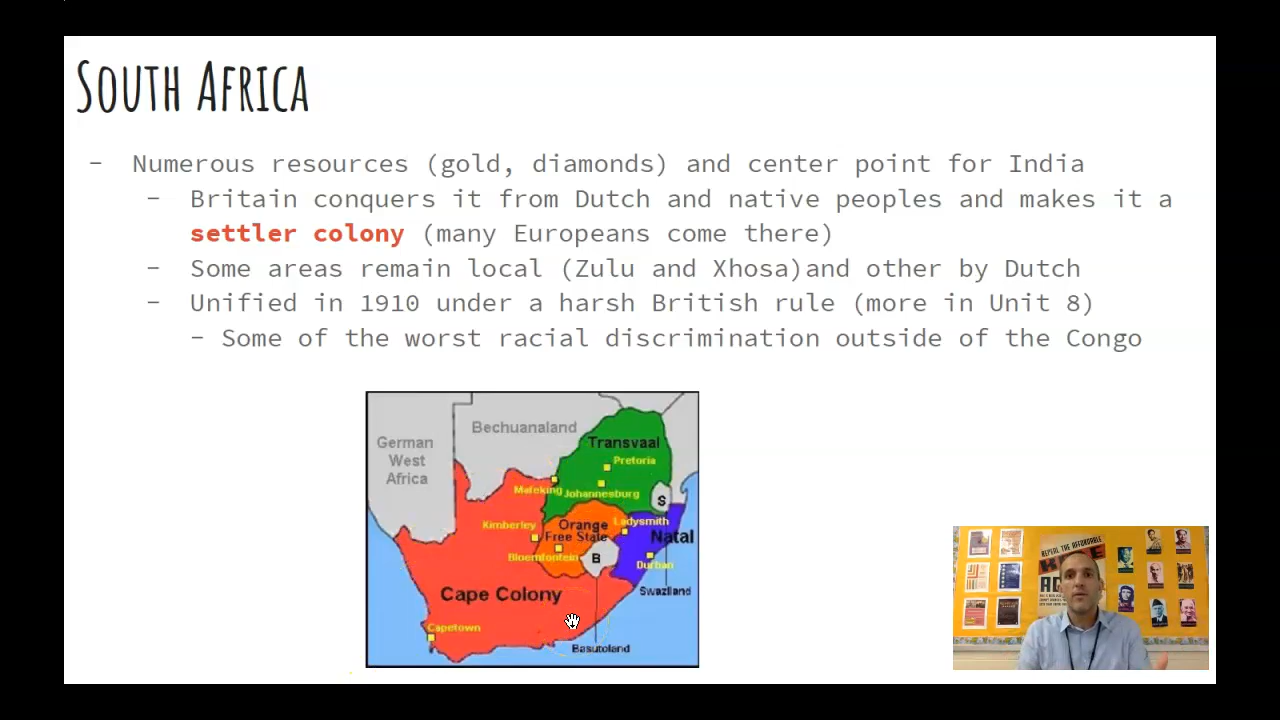 SOUTH AFRICA
- Numerous resources (gold, diamonds) and center point for India
- Britain conquers it from Dutch and native peoples and makes it a
settler colony (many Europeans come there)
- Some areas remain local (Zulu and Xhosa)and other by Dutch
- Unified in 1910 under a harsh British rule (more in Unit 8)
- Some of the worst racial discrimination outside of the Congo
Bechuanaland
German
West
Africa
Transvaal
Pretoria
Mafeking
Johannesburg
S
Kimberley
Orange
Free State
Ladysmith
Natal
Bloemfontein
B
Durban
Swaziland
Cape Colony
Capetown
Basutoland
REPEAL THE AFFORDABLE